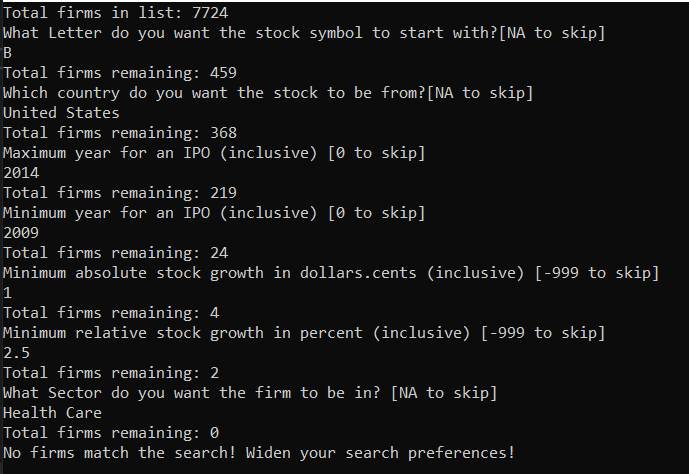 Total firms in list: 7724
What Letter do you want the stock symbol to start with?[NA to skip]
B
Total firms remaining: 459
Which country do you want the stock to be from?[NA to skip]
United States
Total firms remaining: 368
Maximum year for an IPO (inclusive) [0 to skip]
2014
Total firms remaining: 219
Minimum year for an IPO (inclusive) [0 to skip]
2009
Total firms remaining: 24
Minimum absolute stock growth in dollars.cents (inclusive) [-999 to skip]
1
Total firms remaining: 4
Minimum relative stock growth in percent (inclusive) [-999 to skip]
2.5
Total firms remaining: 2
What Sector do you want the firm to be in? [NA to skip]
Health Care
Total firms remaining: 0
No firms match the search! Widen your search preferences!